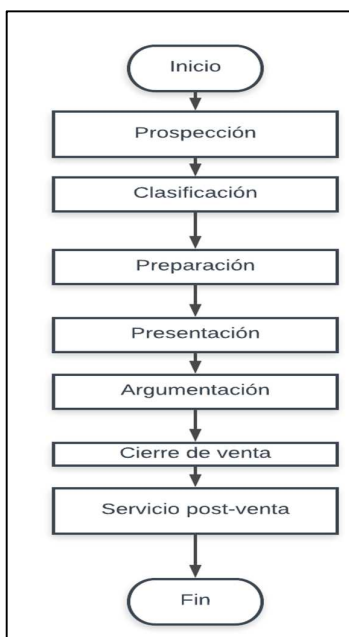 Inicio
Prospección
Clasificación
Preparación
Presentación
Argumentación
Cierre de venta
Servicio post-venta
Fin